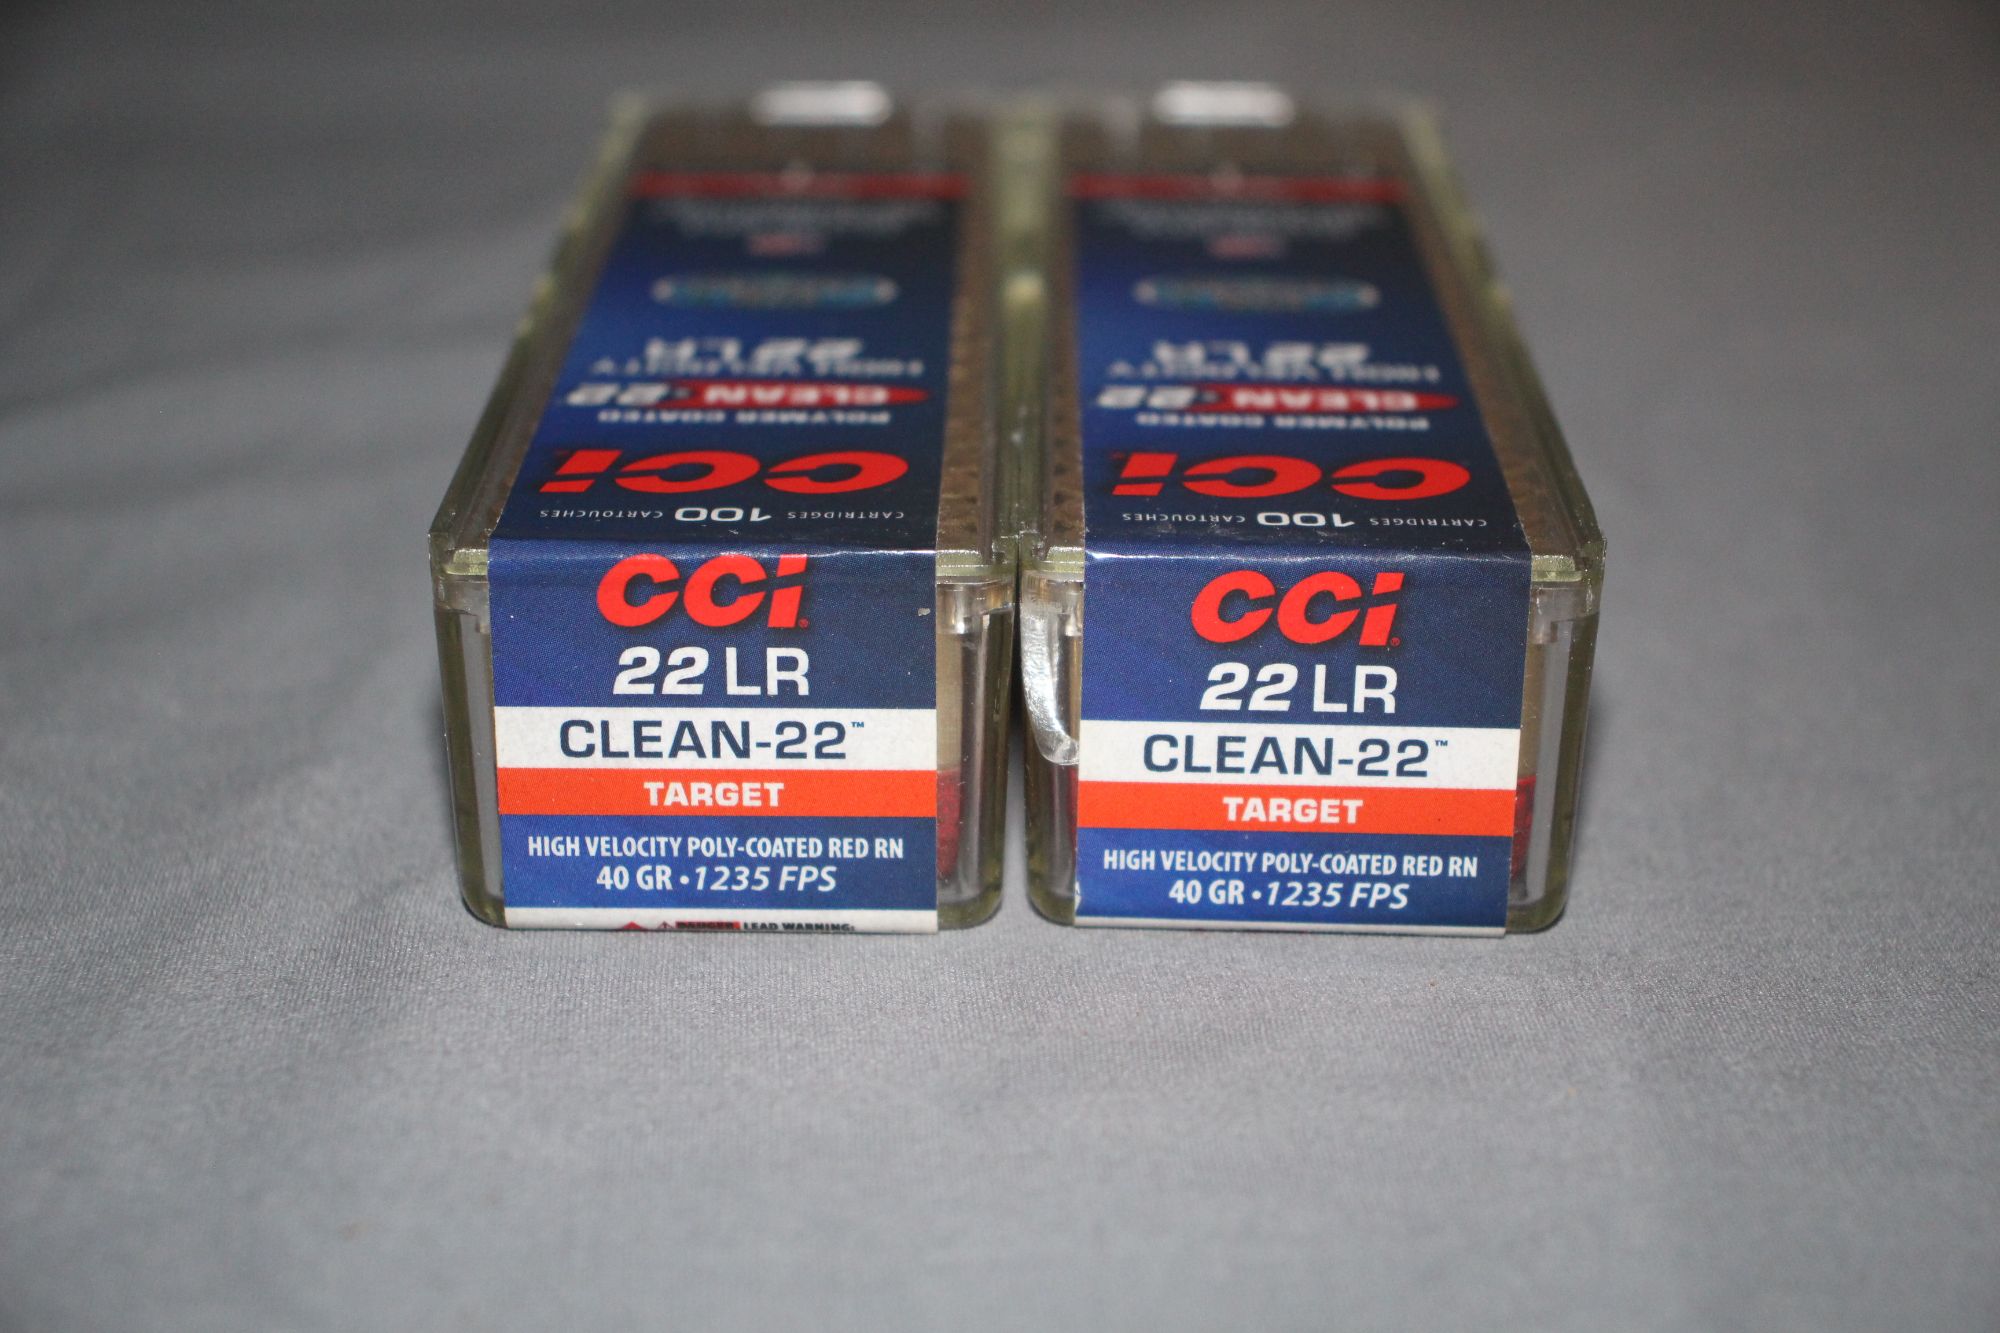 22 LR
HIGH VELOCITY
CLEAN-22
POLYMER COATED
CCI
CARTRIDGES 100 CARTOUCHES
CCI®
22 LR
CLEAN-22™
TARGET
HIGH VELOCITY POLY-COATED RED RN
40 GR • 1235 FPS
DANGER LEAD WARNING:
22 LR
HIGH VELOCITY
CLEAN-22
POLYMER COATED
CCI
CARTRIDGES 100 CARTOUCHES
CCI®
22 LR
CLEAN-22™
TARGET
HIGH VELOCITY POLY-COATED RED RN
40 GR • 1235 FPS